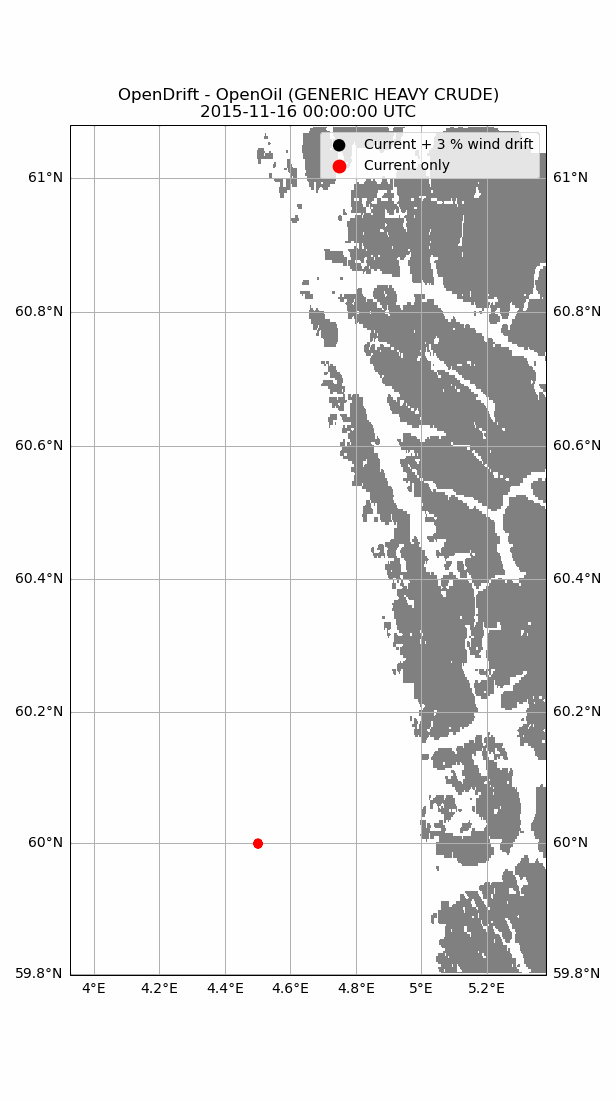 OpenDrift - OpenOil (GENERIC HEAVY CRUDE)
2015-11-16 00:00:00 UTC
Current + 3 % wind drift
Current only
61°N 61°N
60.8°N 60.8°N
60.6°N 60.6°N
60.4°N 60.4°N
60.2°N 60.2°N
60°N 60°N
59.8°N 59.8°N
4°E 4.2°E 4.4°E 4.6°E 4.8°E 5°E 5.2°E